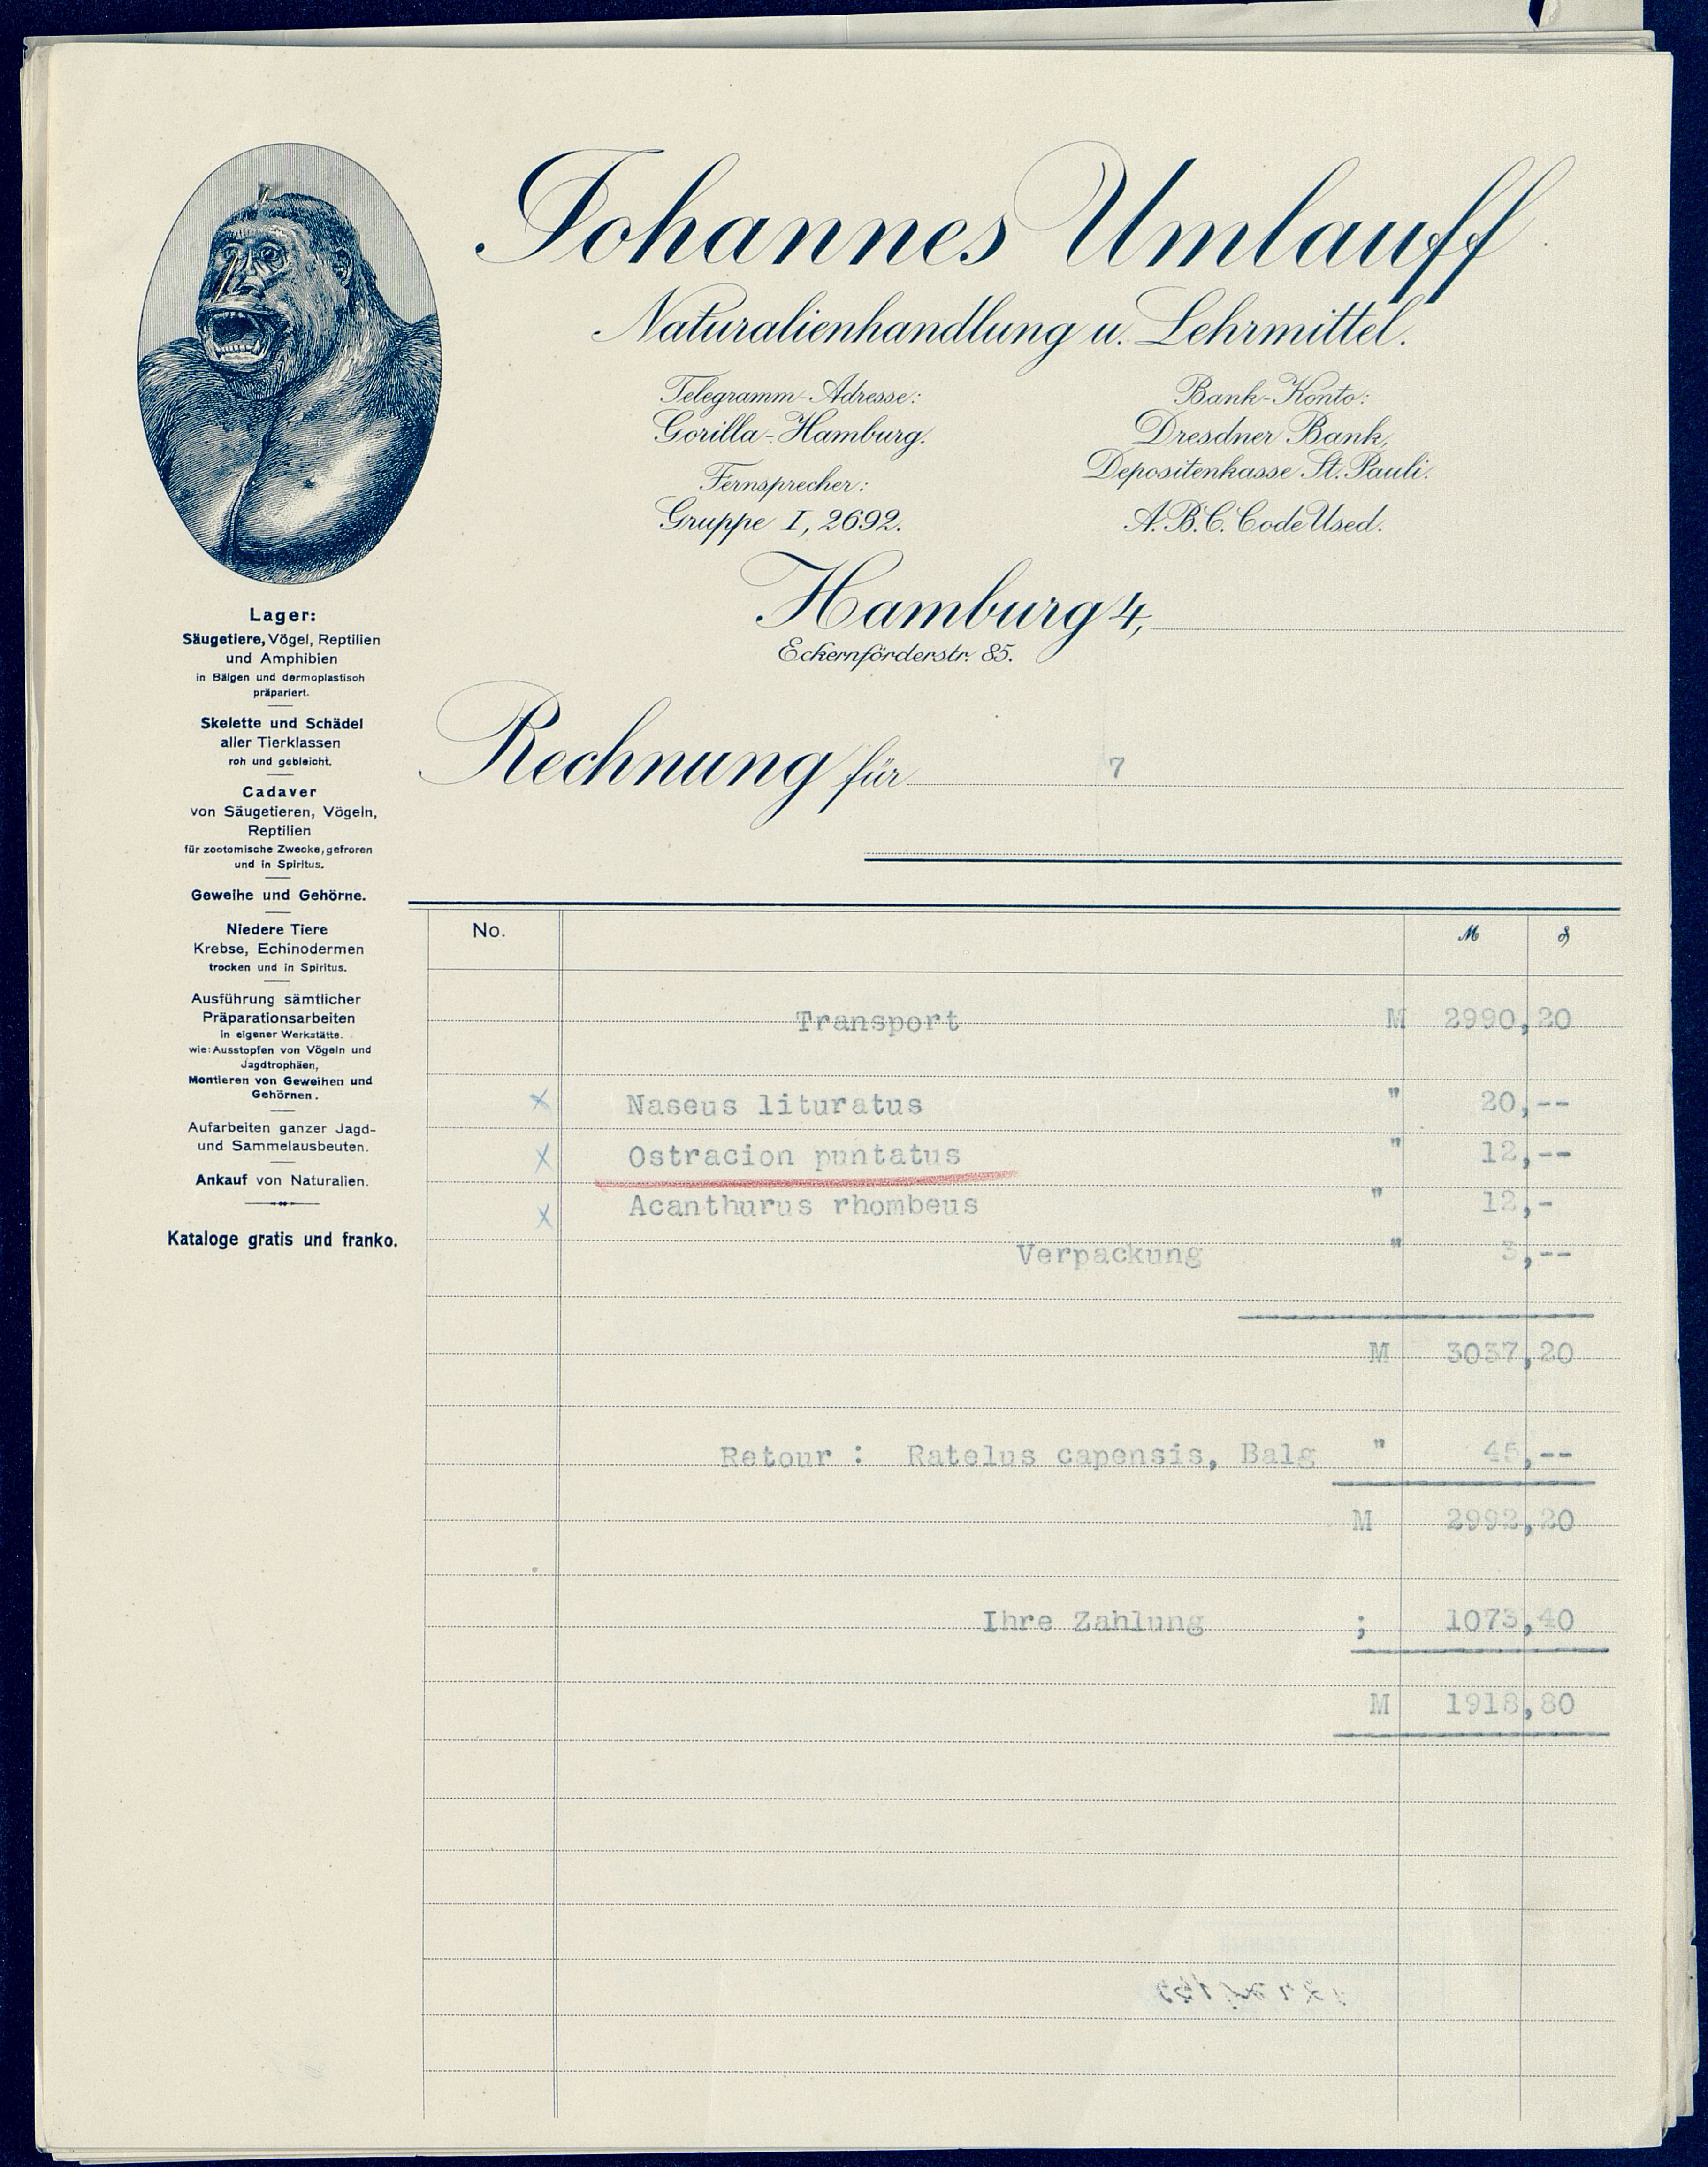 Johannes Umlauff
Naturalienhandlung u. Lehrmittel.
Telegramm-Adresse:
Gorilla-Hamburg.
Fernsprecher:
Gruppe I, 2692.
Bank-Konto:
Dresdner Bank,
Depositenkasse St. Pauli.
A.B.C. Code Used.
Hamburg 4,
Eckernförderstr. 85.
Lager:
Säugetiere, Vögel, Reptilien
und Amphibien
in Bälgen und dermoplastisch
präpariert.
Skelette und Schädel
aller Tierklassen
roh und gebleicht.
Cadaver
von Säugetieren, Vögeln,
Reptilien
für zootomische Zwecke, gefroren
und in Spiritus.
Geweihe und Gehörne.
Niedere Tiere
Krebse, Echinodermen
trocken und in Spiritus.
Ausführung sämtlicher
Präparationsarbeiten
in eigener Werkstätte.
wie: Ausstopfen von Vögeln und
Jagdtrophäen,
Montieren von Geweihen und
Gehörnen.
Aufarbeiten ganzer Jagd-
und Sammelausbeuten.
Ankauf von Naturalien.
Kataloge gratis und franko.
Rechnung für 7
No. M ₰
Transport M 2990,20
x Naseus lituratus " 20,--
x Ostracion puntatus " 12,--
x Acanthurus rhombeus " 12,-
Verpackung " 3,--
M 3037,20
Retour : Ratelus capensis, Balg " 45,--
M 2992,20
Ihre Zahlung ; 1073,40
M 1918,80